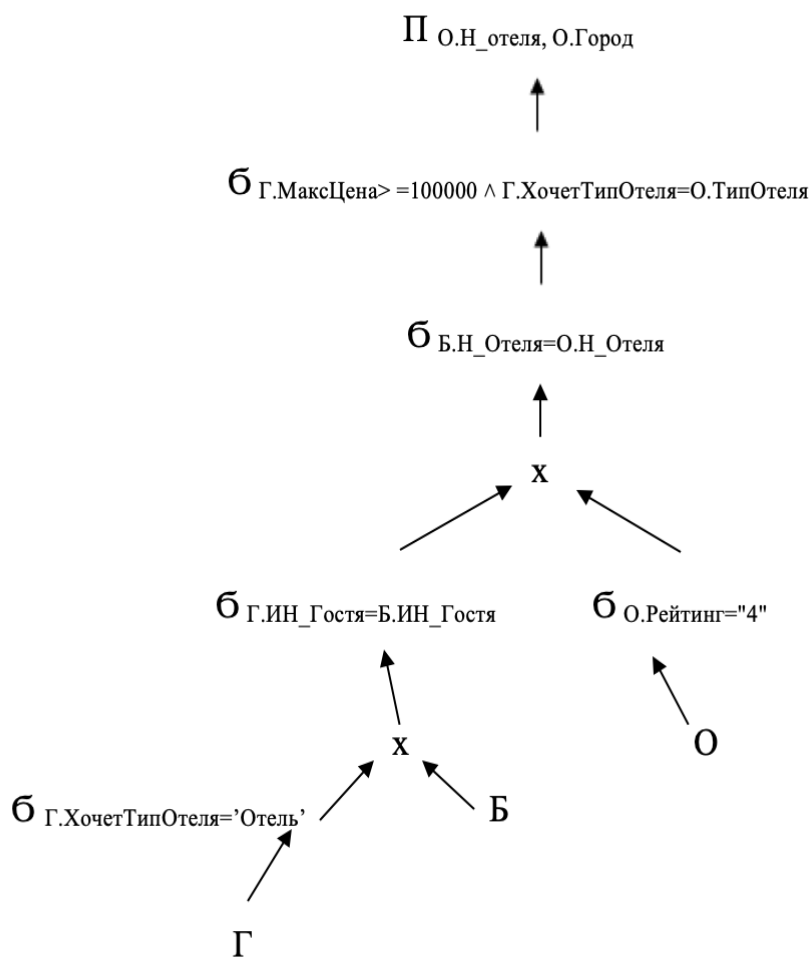 П О.Н_отеля, О.Город
б Г.МаксЦена> =100000 ˄ Г.ХочетТипОтеля=О.ТипОтеля
б Б.Н_Отеля=О.Н_Отеля
х
б Г.ИН_Гостя=Б.ИН_Гостя
б О.Рейтинг="4"
х
О
б Г.ХочетТипОтеля=’Отель’
Б
Г